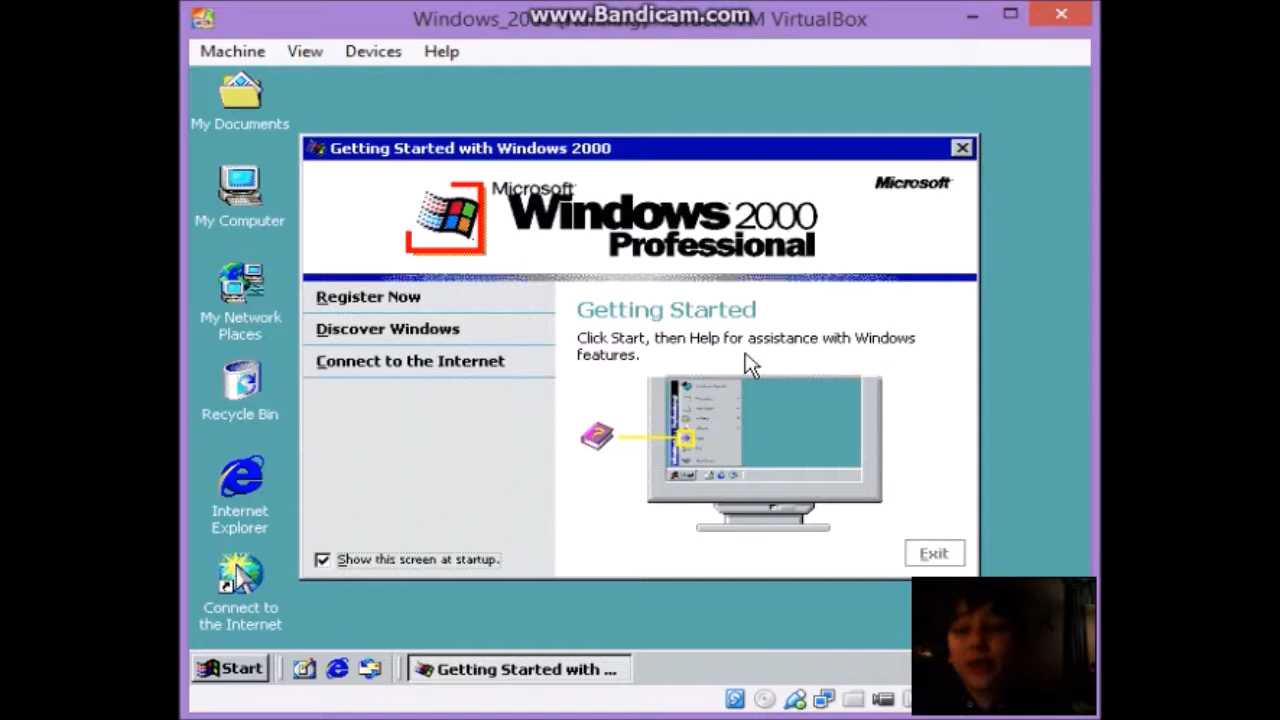 www.Bandicam.com
VirtualBox
Machine View Devices Help
My Documents
My Computer
My Network
Places
Recycle Bin
Internet
Explorer
Connect to
the Internet
Getting Started with Windows 2000
Microsoft
Windows 2000
Professional
Microsoft
Register Now
Discover Windows
Connect to the Internet
Getting Started
Click Start, then Help for assistance with Windows
features.
Show this screen at startup.
Exit
Start
Getting Started with ...